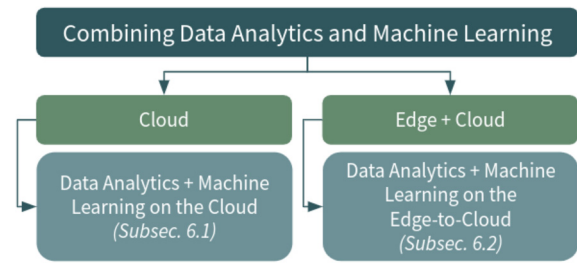 Combining Data Analytics and Machine Learning
Cloud
Edge + Cloud
Data Analytics + Machine
Learning on the Cloud
(Subsec. 6.1)
Data Analytics + Machine
Learning on the
Edge-to-Cloud
(Subsec. 6.2)